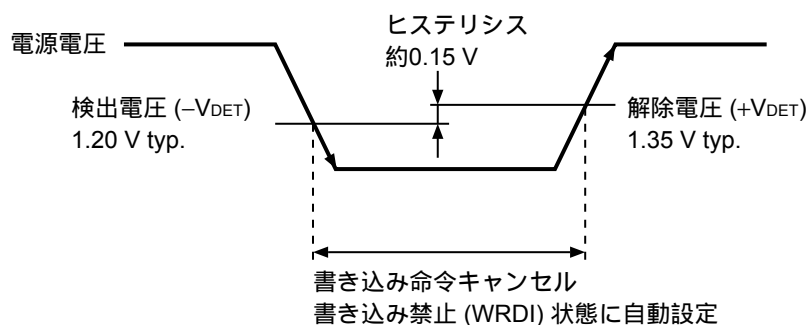 ヒステリシス
約0.15 V
電源電圧
検出電圧 (–VDET)
1.20 V typ.
解除電圧 (+VDET)
1.35 V typ.
書き込み命令キャンセル
書き込み禁止 (WRDI) 状態に自動設定